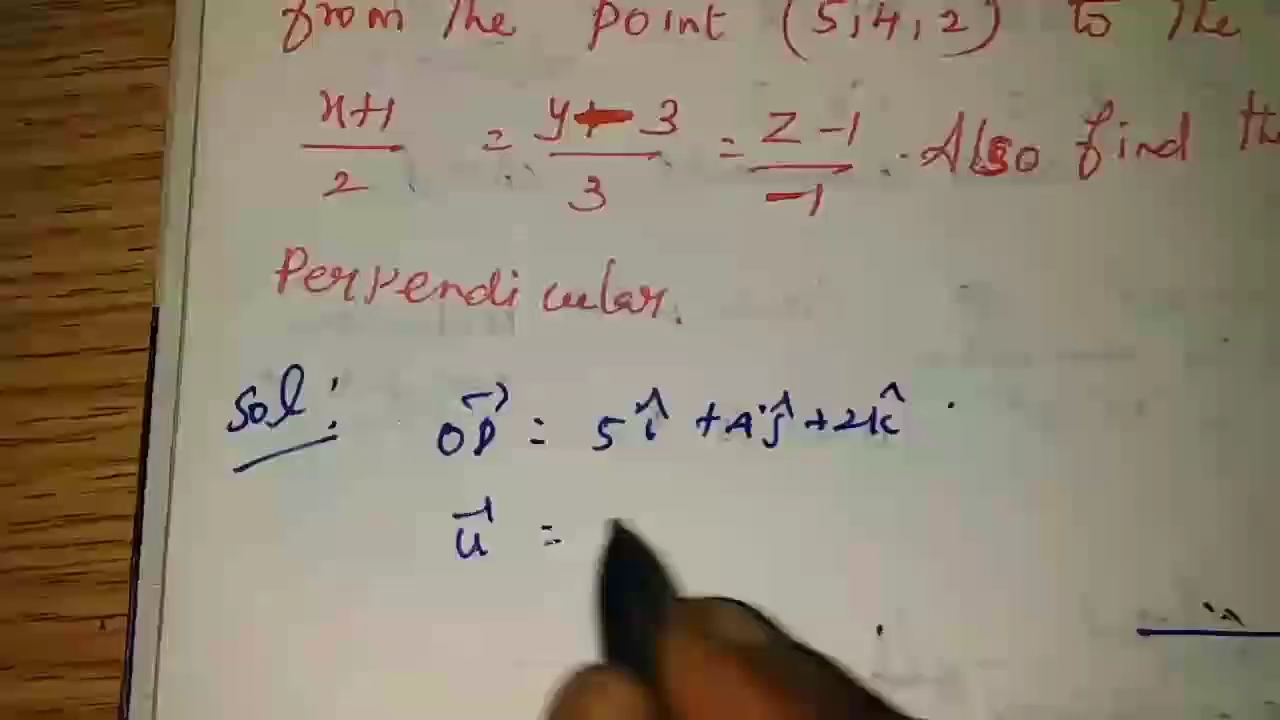 from the point (5,4,2) to the
x+1/2 = y-3/3 = z-1/-1 . Also find th
Perpendicular.
Sol: OP = 5î + 4ĵ + 2k̂ .
u⃗ =